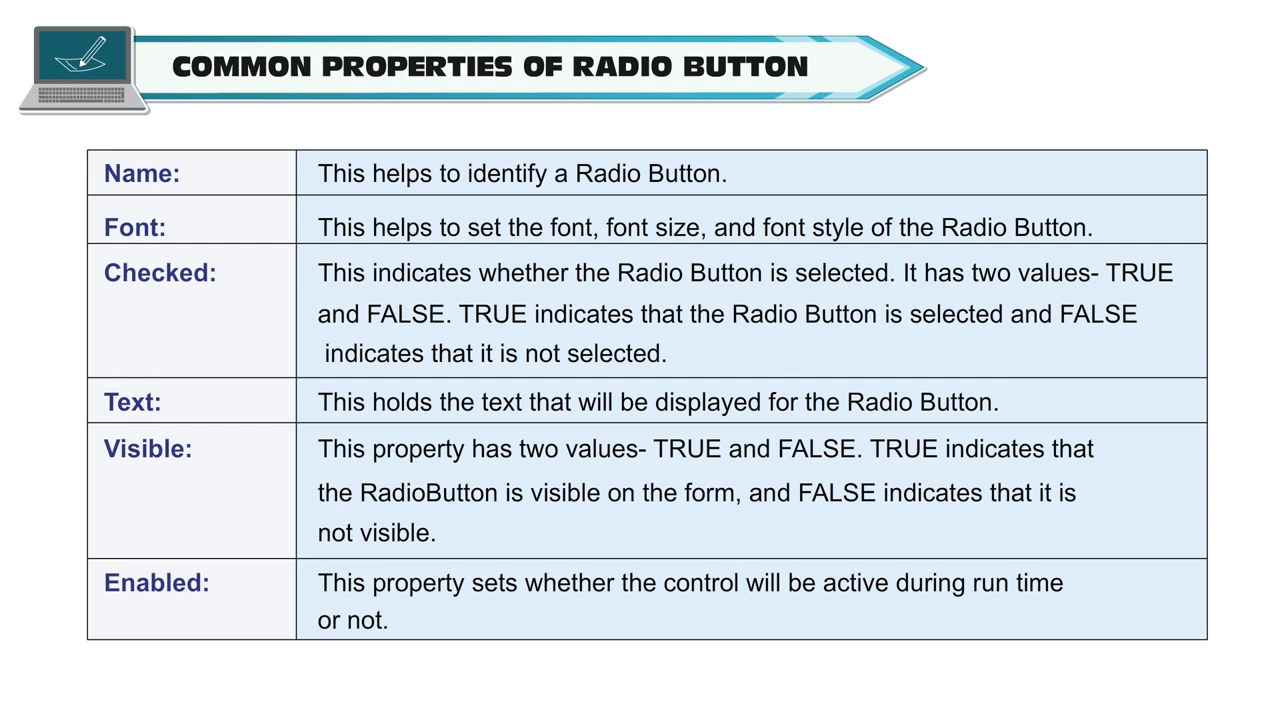 COMMON PROPERTIES OF RADIO BUTTON
Name: This helps to identify a Radio Button.
Font: This helps to set the font, font size, and font style of the Radio Button.
Checked: This indicates whether the Radio Button is selected. It has two values- TRUE
and FALSE. TRUE indicates that the Radio Button is selected and FALSE
indicates that it is not selected.
Text: This holds the text that will be displayed for the Radio Button.
Visible: This property has two values- TRUE and FALSE. TRUE indicates that
the RadioButton is visible on the form, and FALSE indicates that it is
not visible.
Enabled: This property sets whether the control will be active during run time
or not.